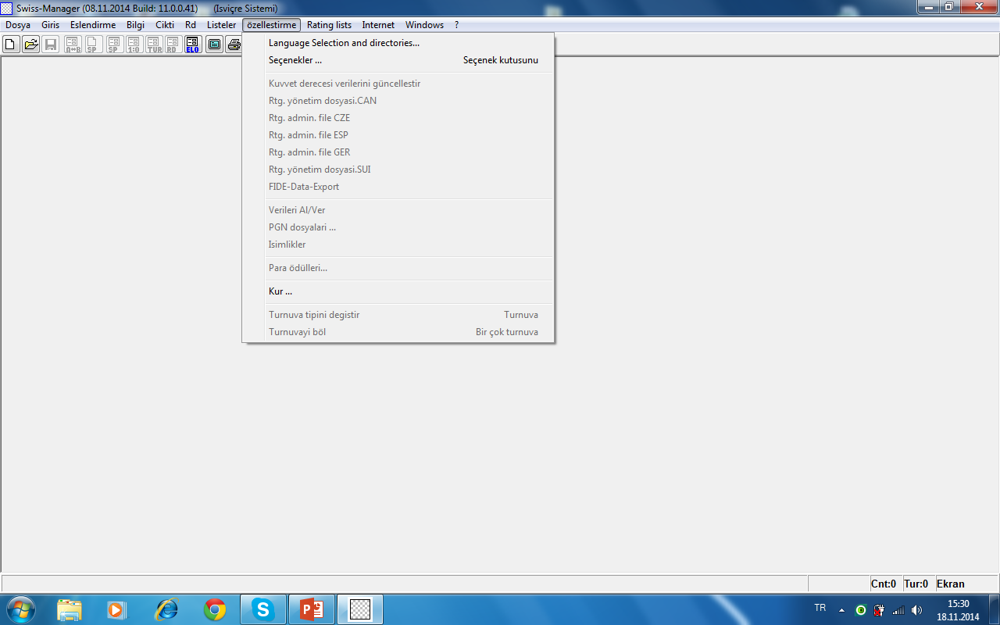 Swiss-Manager (08.11.2014 Build: 11.0.0.41) (Isviçre Sistemi)
Dosya Giris Eslendirme Bilgi Cikti Rd Listeler özellestirme Rating lists Internet Windows ?
A↔B SP SP 1:0 TUR RD ELO
Language Selection and directories...
Seçenekler ... Seçenek kutusunu
Kuvvet derecesi verilerini güncellestir
Rtg. yönetim dosyasi.CAN
Rtg. admin. file CZE
Rtg. admin. file ESP
Rtg. admin. file GER
Rtg. yönetim dosyasi.SUI
FIDE-Data-Export
Verileri Al/Ver
PGN dosyalari ...
Isimlikler
Para ödülleri...
Kur ...
Turnuva tipini degistir Turnuva
Turnuvayi böl Bir çok turnuva
Cnt:0 Tur:0 Ekran
TR 15:30
18.11.2014